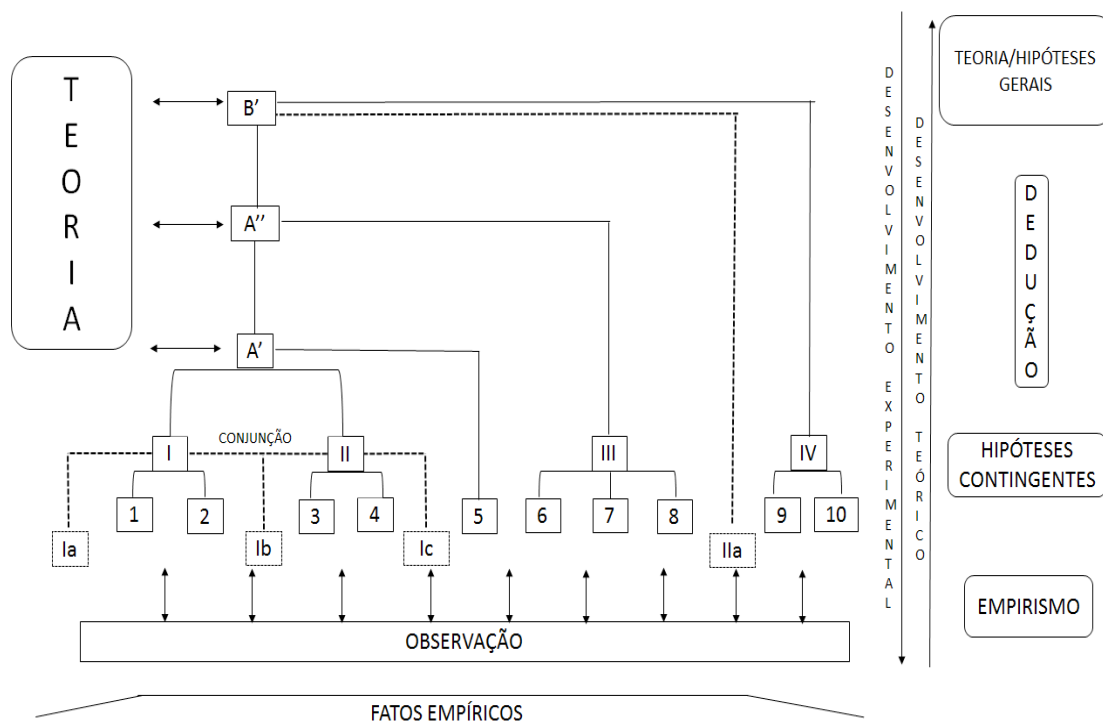 TEORIA
B'
A''
A'
CONJUNÇÃO
I
II
III
IV
1
2
3
4
5
6
7
8
9
10
Ia
Ib
Ic
IIa
OBSERVAÇÃO
FATOS EMPÍRICOS
DESENVOLVIMENTO EXPERIMENTAL
DESENVOLVIMENTO TEÓRICO
TEORIA/HIPÓTESES
GERAIS
DEDUÇÃO
HIPÓTESES
CONTINGENTES
EMPIRISMO